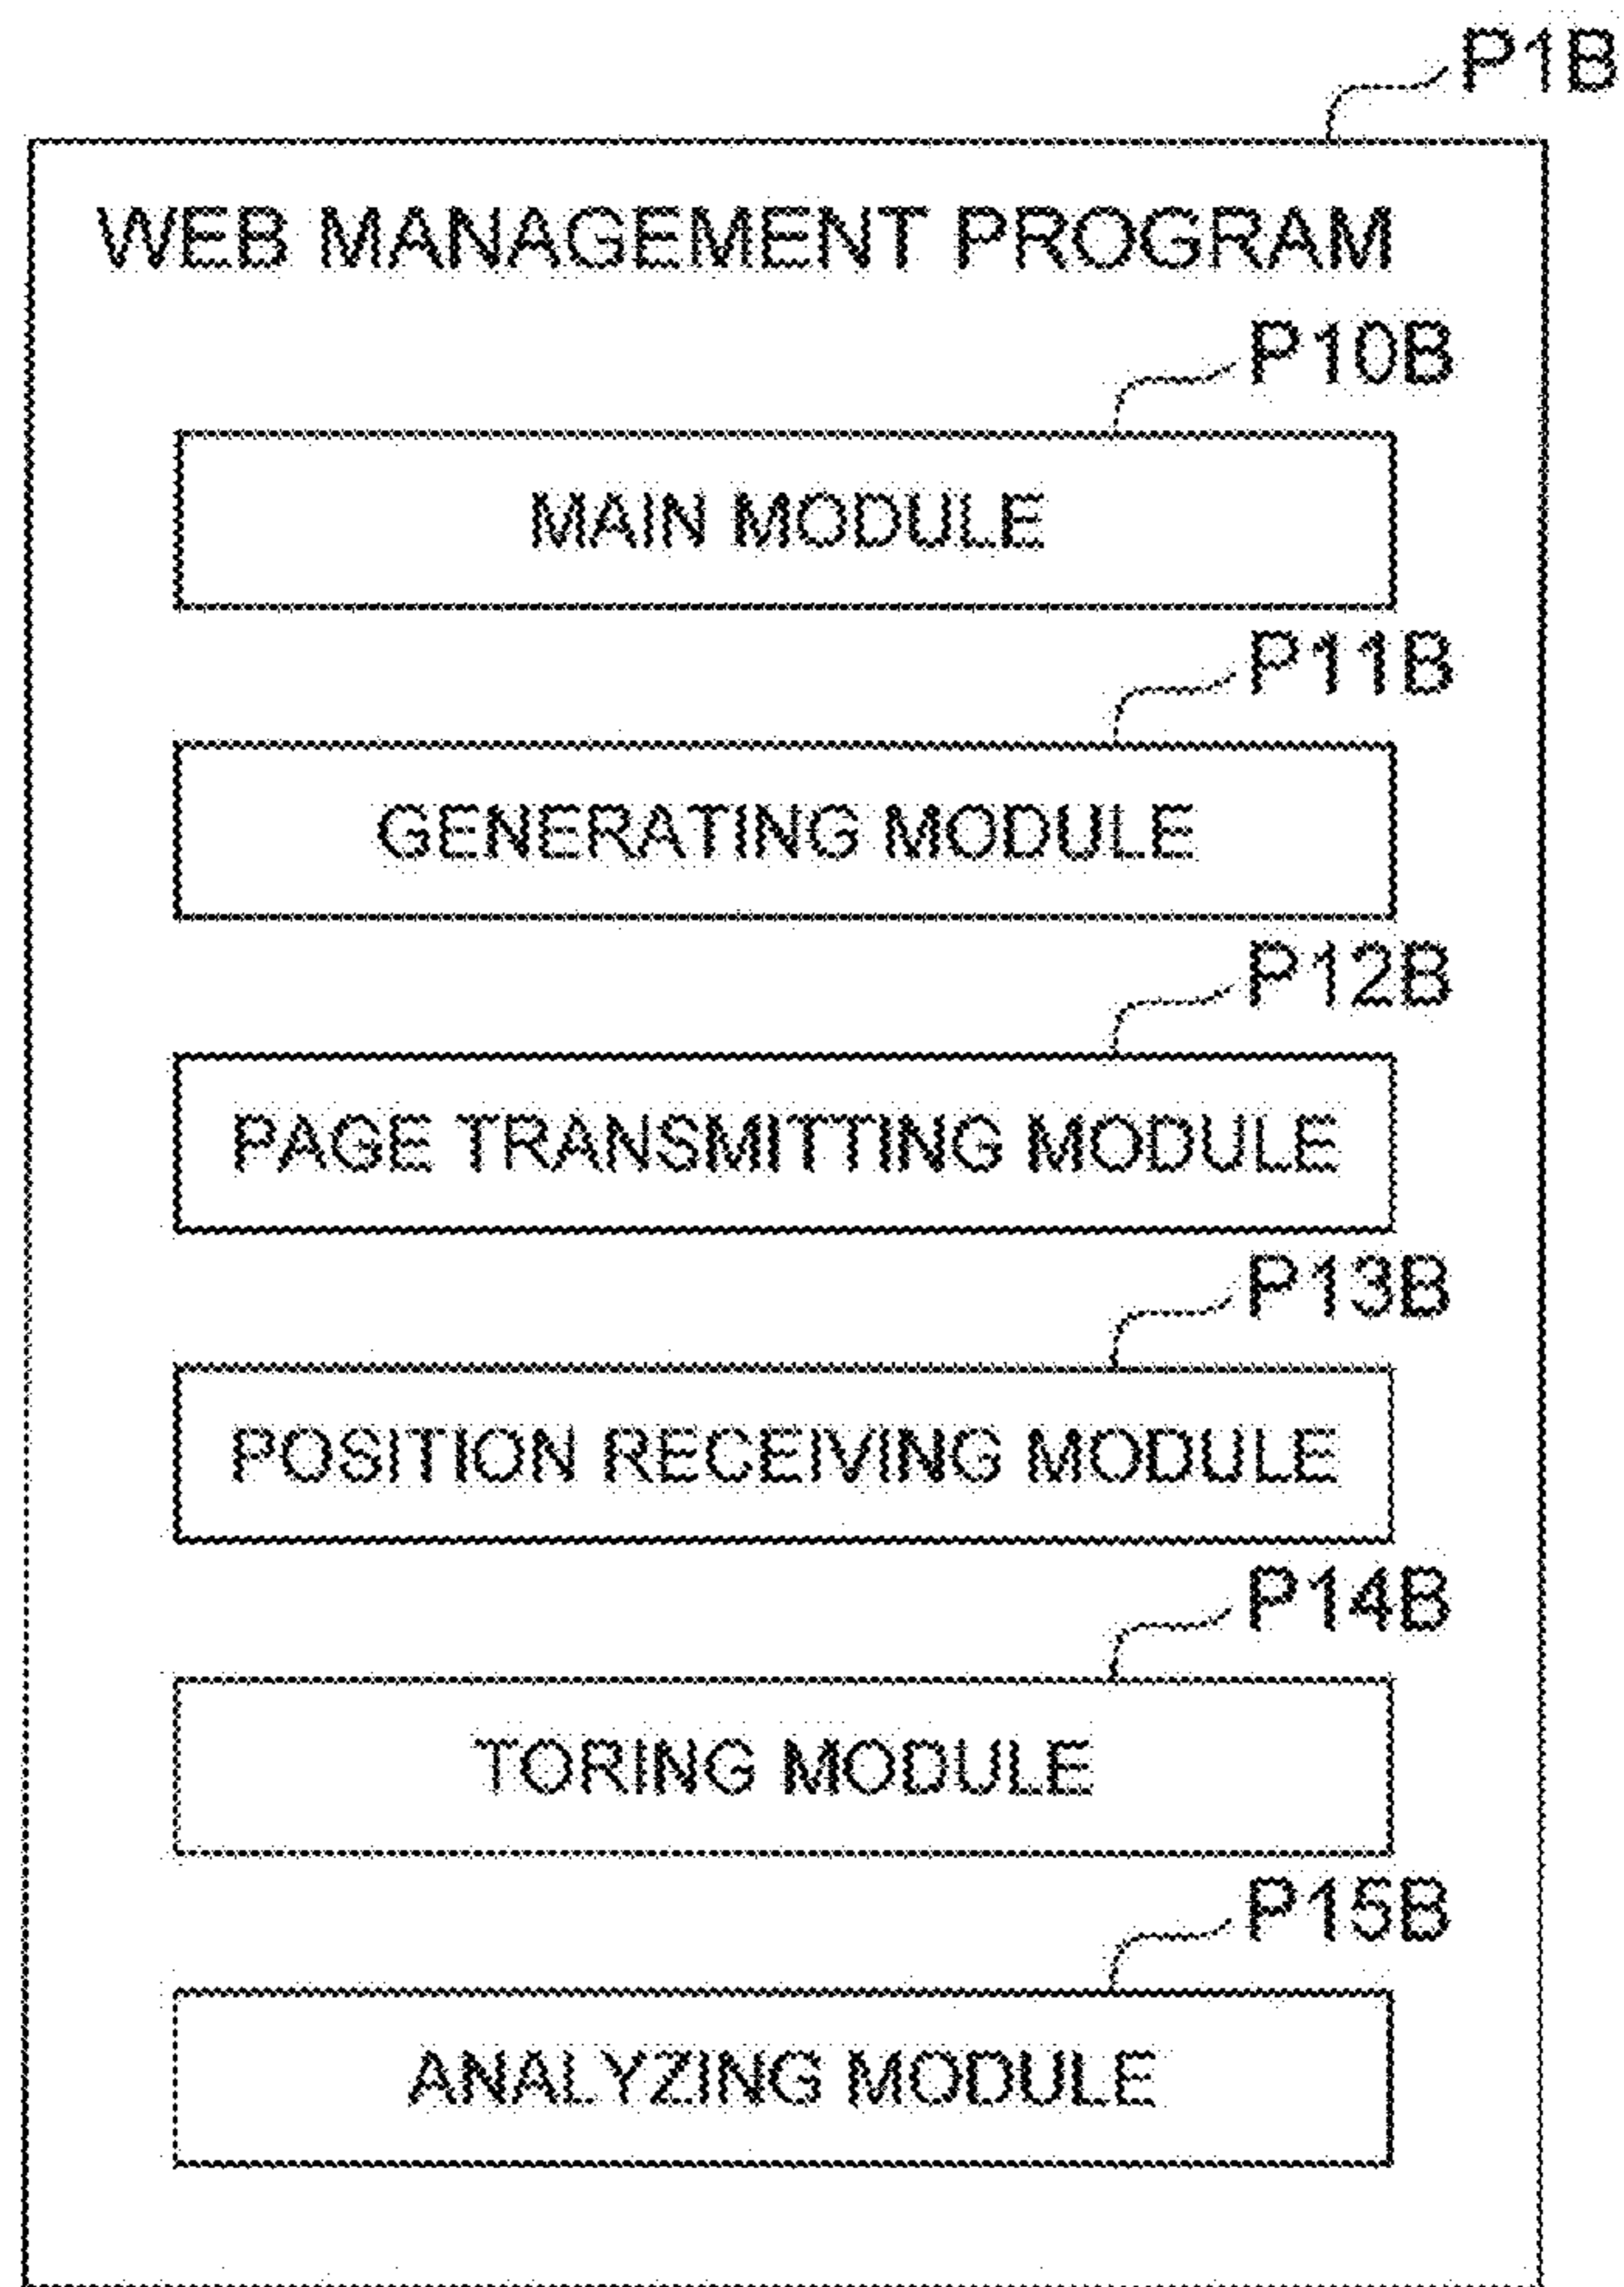 P1B
WEB MANAGEMENT PROGRAM
P10B
MAIN MODULE
P11B
GENERATING MODULE
P12B
PAGE TRANSMITTING MODULE
P13B
POSITION RECEIVING MODULE
P14B
TORING MODULE
P15B
ANALYZING MODULE